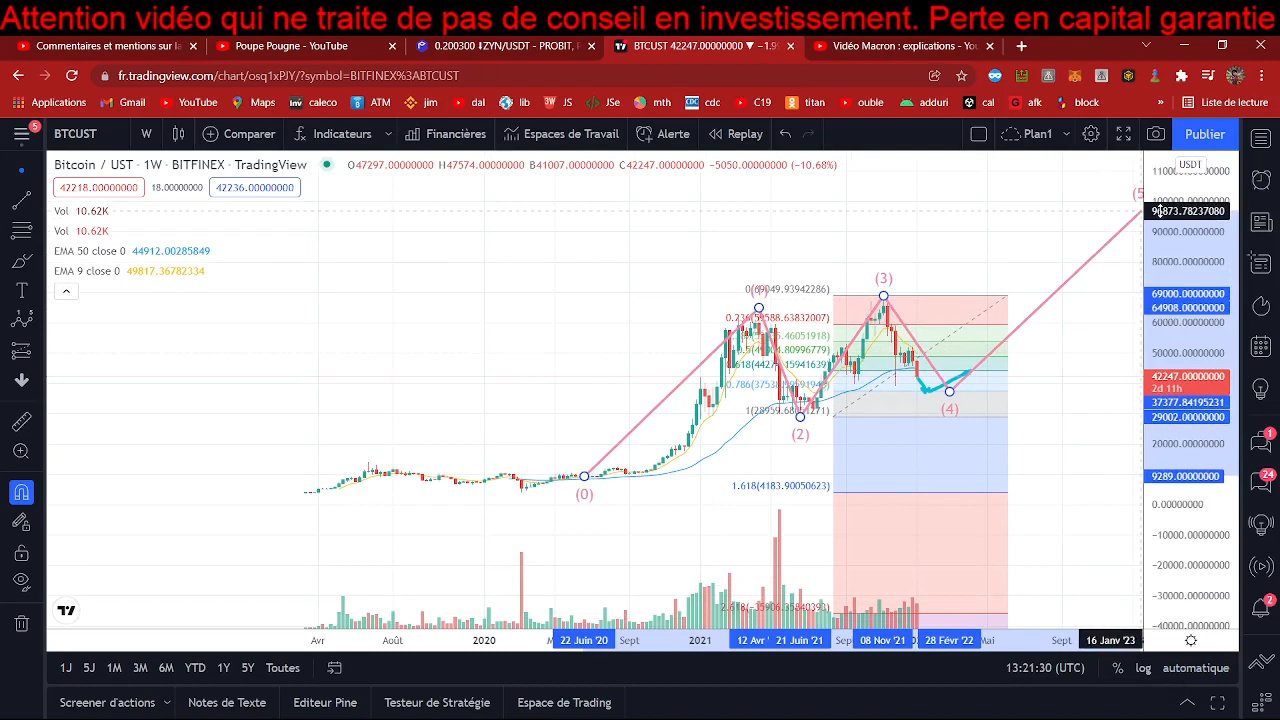 Attention vidéo qui ne traite de pas de conseil en investissement. Perte en capital garantie
Commentaires et mentions sur la
Poupe Pougne - YouTube
0.200300 ⇩ZYN/USDT - PROBIT,
BTCUST 42247.00000000 ▼ -1.9
Vidéo Macron : explications - You
fr.tradingview.com/chart/osq1xPJY/?symbol=BITFINEX%3ABTCUST
Applications Gmail YouTube Maps caleco ATM jim dal lib JS JSe mth cdc C19 titan ouble adduri cal afk block » Liste de lecture
5 BTCUST W Comparer Indicateurs Financières Espaces de Travail Alerte Replay Plan1 Publier
Bitcoin / UST · 1W · BITFINEX · TradingView O47297.00000000 H47574.00000000 B41007.00000000 C42247.00000000 −5050.00000000 (−10.68%)
USDT
42218.00000000 18.00000000 42236.00000000
Vol 10.62K
Vol 10.62K
EMA 50 close 0 44912.00285849
EMA 9 close 0 49817.36782334
90000.00000000
80000.00000000
0(69049.93942286)
(3)
69000.00000000
64908.00000000
60000.00000000
50000.00000000
42247.00000000
2d 11h
37377.84195231
(4)
1(28959.68
29002.00000000
(2)
20000.00000000
9289.00000000
1.618(4183.90050623)
(0)
0.00000000
−10000.00000000
−20000.00000000
−30000.00000000
−40000.00000000
Avr Août 2020 22 Juin '20 Sept 2021 12 Avr ' 21 Juin '21 08 Nov '21 28 Févr '22 Mai Sept 16 Janv '23
1J 5J 1M 3M 6M YTD 1Y 5Y Toutes 13:21:30 (UTC) % log automatique
Screener d'actions Notes de Texte Editeur Pine Testeur de Stratégie Espace de Trading
1
24
2